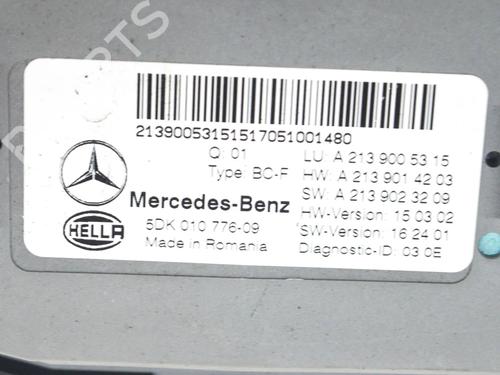 PARTS
21390053151517051001480
Q: 01
LU: A 213 900 53 15
Type: BC-F
HW: A 213 901 42 03
SW: A 213 902 32 09
Mercedes-Benz
HW-Version: 15 03 02
HELLA
5DK 010 776-09
SW-Version: 16 24 01
Made in Romania
Diagnostic-ID: 03 0E